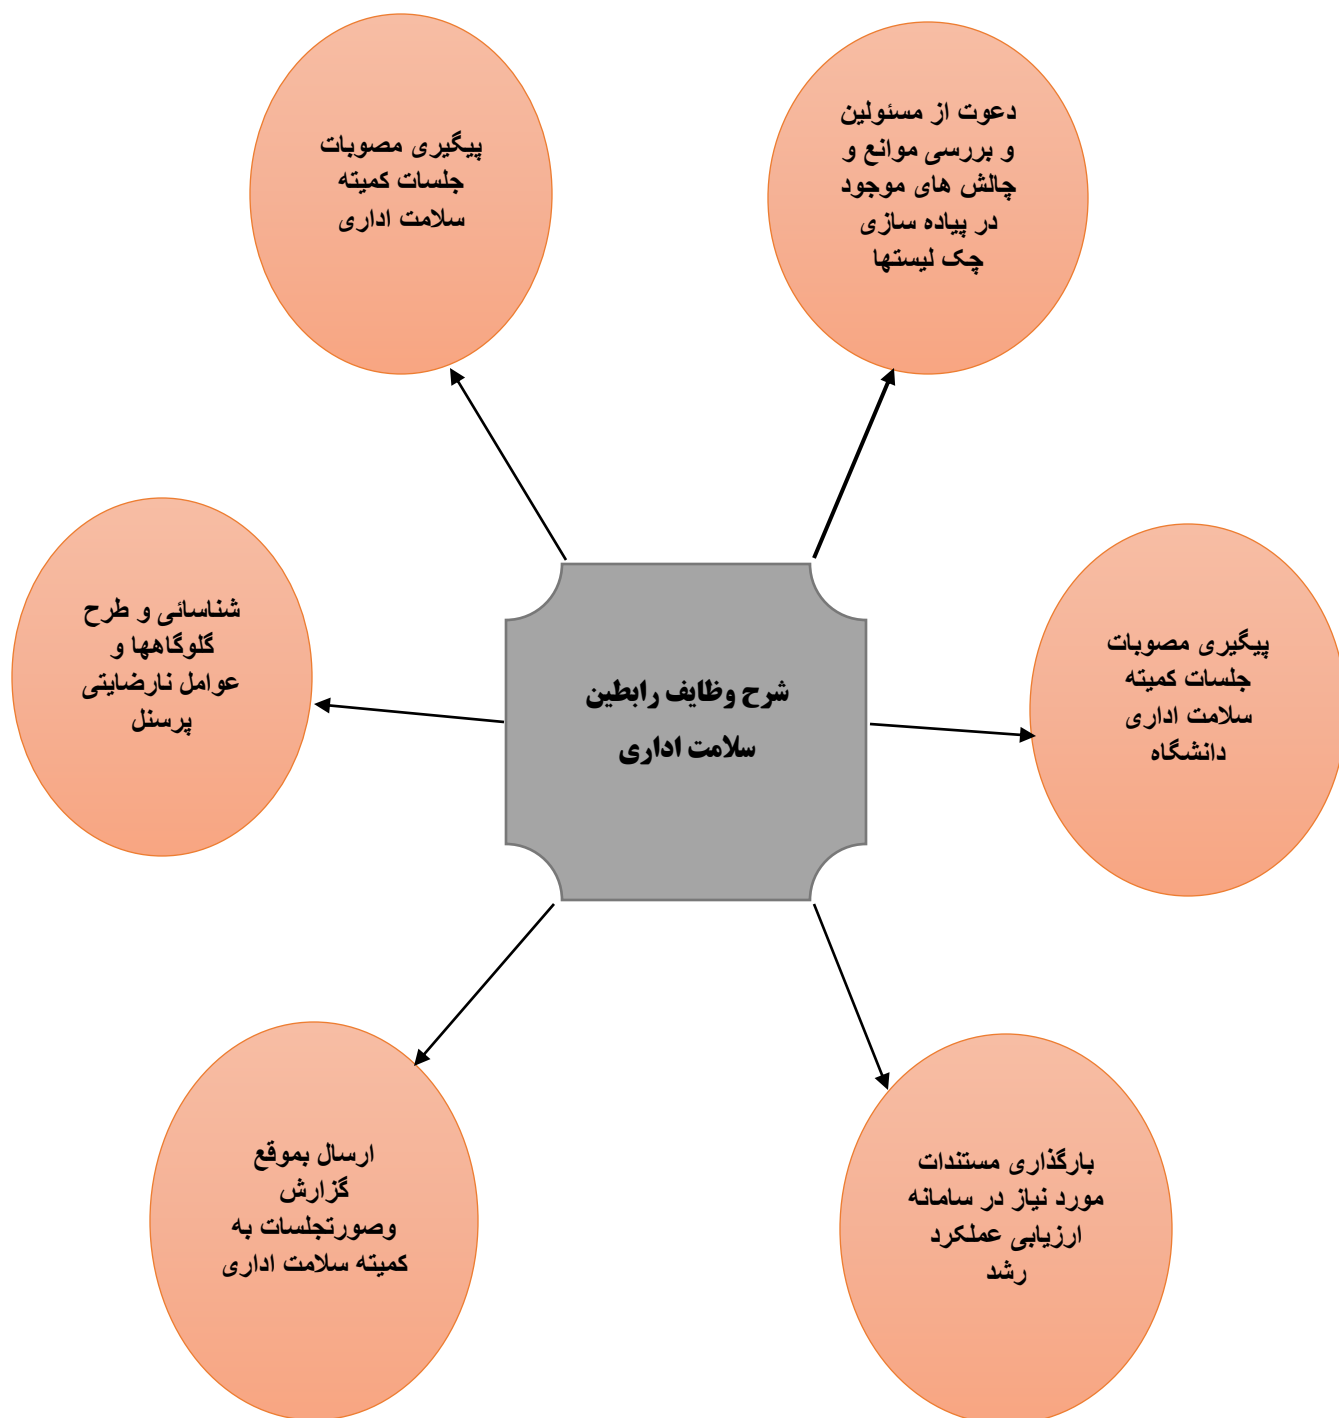 دعوت از مسئولین
و بررسی موانع و
چالش های موجود
در پیاده سازی
چک لیستها
پیگیری مصوبات
جلسات کمیته
سلامت اداری
شرح وظایف رابطین
سلامت اداری
پیگیری مصوبات
جلسات کمیته
سلامت اداری
دانشگاه
شناسائی و طرح
گلوگاهها و
عوامل نارضایتی
پرسنل
بارگذاری مستندات
مورد نیاز در سامانه
ارزیابی عملکرد
رشد
ارسال بموقع
گزارش
وصورتجلسات به
کمیته سلامت اداری